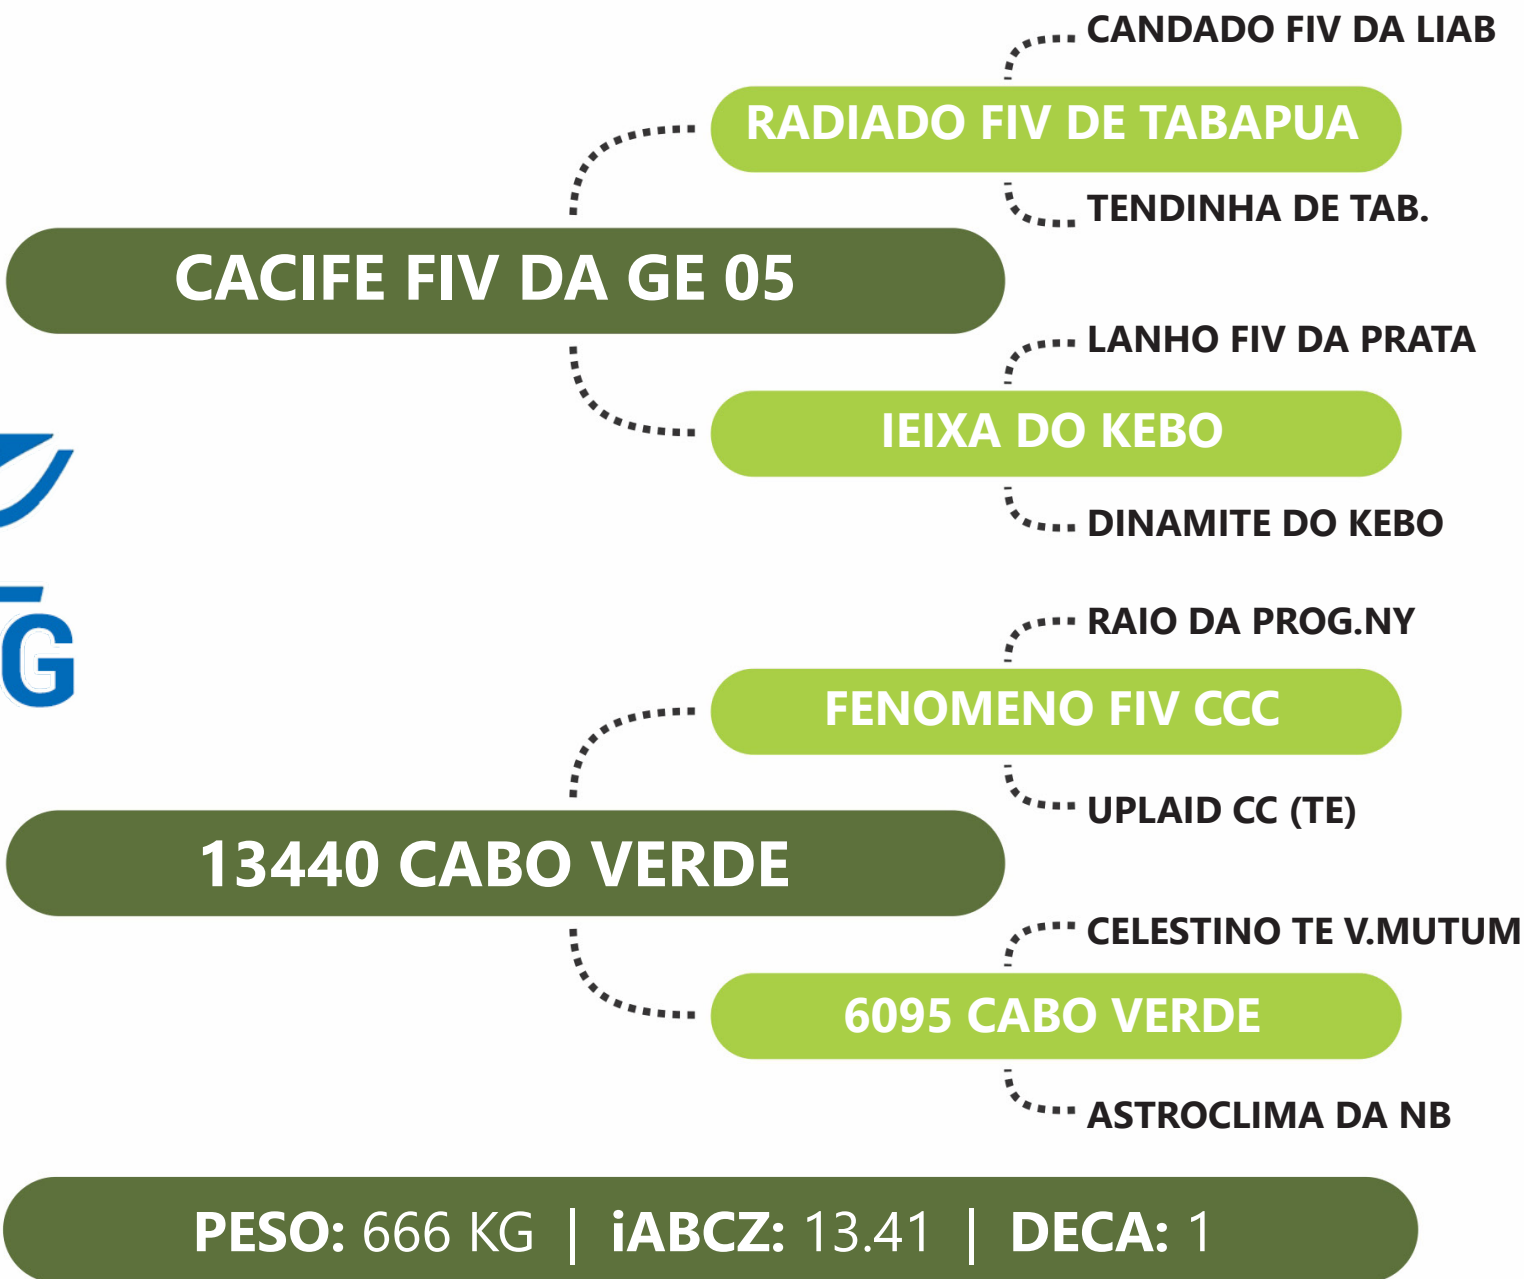 CANDADO FIV DA LIAB
RADIADO FIV DE TABAPUA
TENDINHA DE TAB.
CACIFE FIV DA GE 05
LANHO FIV DA PRATA
IEIXA DO KEBO
DINAMITE DO KEBO
G
RAIO DA PROG.NY
FENOMENO FIV CCC
UPLAID CC (TE)
13440 CABO VERDE
CELESTINO TE V.MUTUM
6095 CABO VERDE
ASTROCLIMA DA NB
PESO: 666 KG | iABCZ: 13.41 | DECA: 1